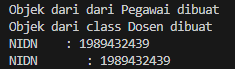 Objek dari dari Pegawai dibuat
Objek dari class Dosen dibuat
NIDN    : 1989432439
NIDN       : 1989432439